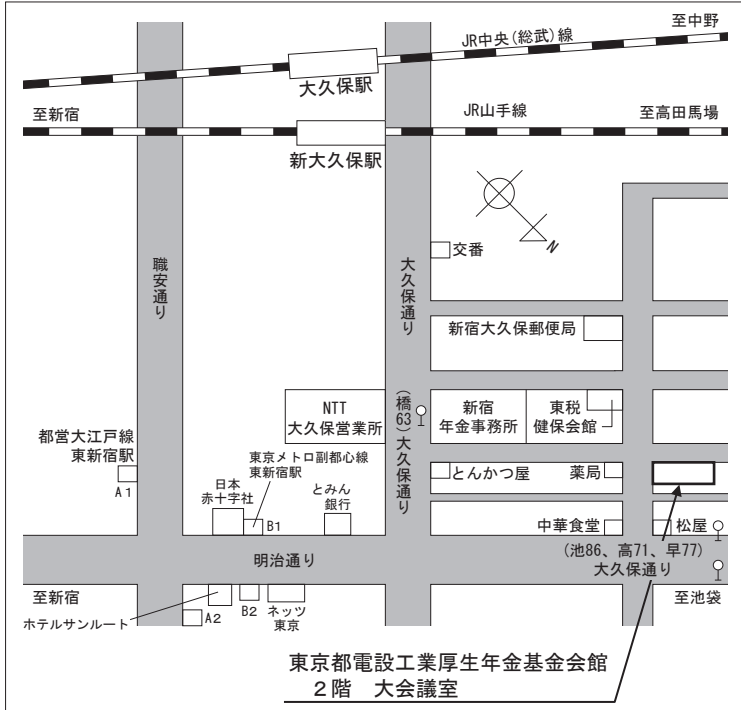 至中野
JR中央(総武)線
大久保駅
至新宿
JR山手線
至高田馬場
新大久保駅
N
交番
職安通り
大久保通り
新宿大久保郵便局
NTT
大久保営業所
(橋63)大久保通り
新宿
年金事務所
東税
健保会館
都営大江戸線
東新宿駅
A1
東京メトロ副都心線
東新宿駅
日本
赤十字社
B1
とみん
銀行
とんかつ屋
薬局
中華食堂
松屋
明治通り
(池86、高71、早77)
大久保通り
至新宿
至池袋
ホテルサンルート
A2
B2
ネッツ
東京
東京都電設工業厚生年金基金会館
2階 大会議室